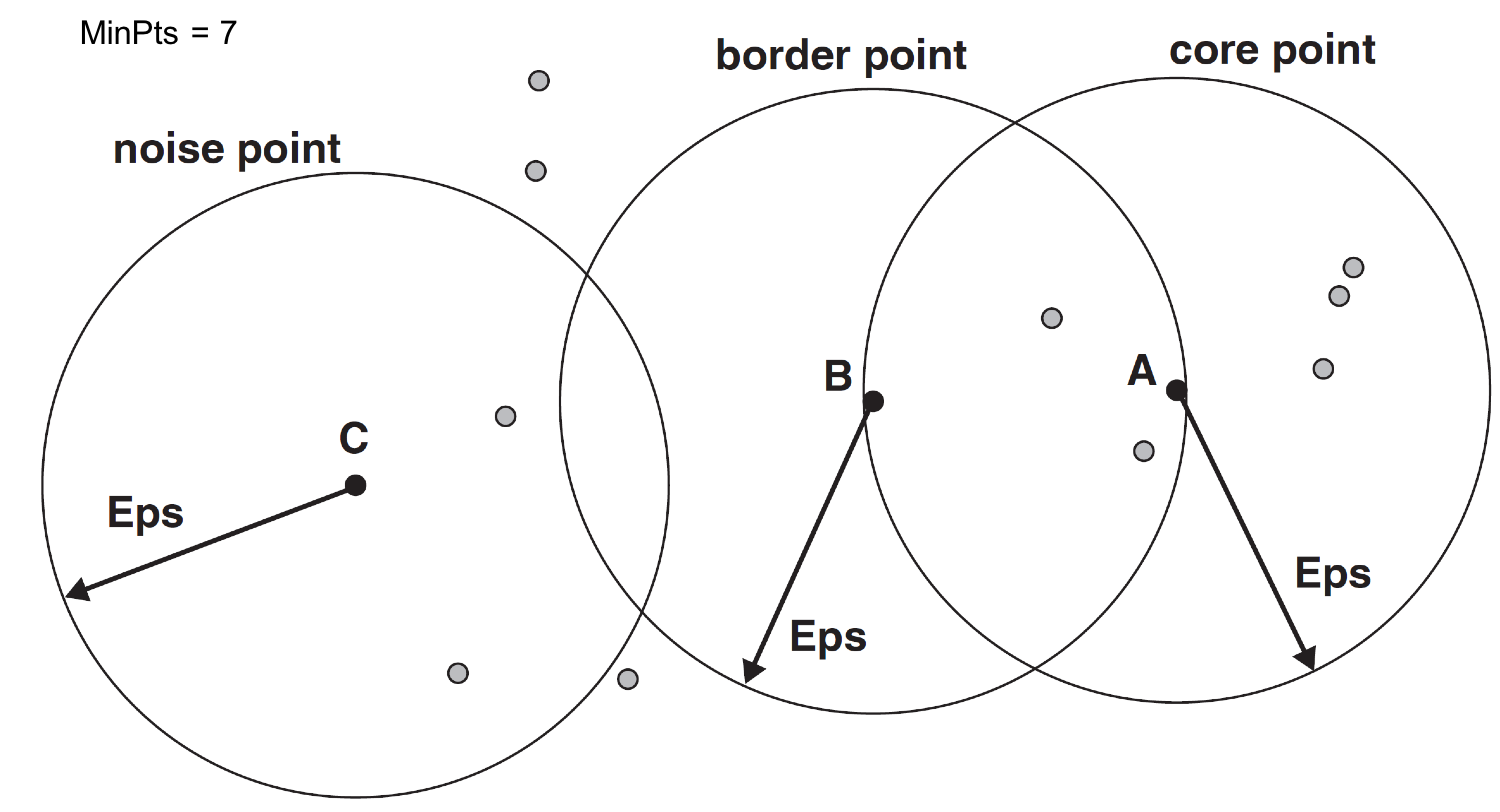 MinPts = 7
border point
core point
noise point
B
A
C
Eps
Eps
Eps